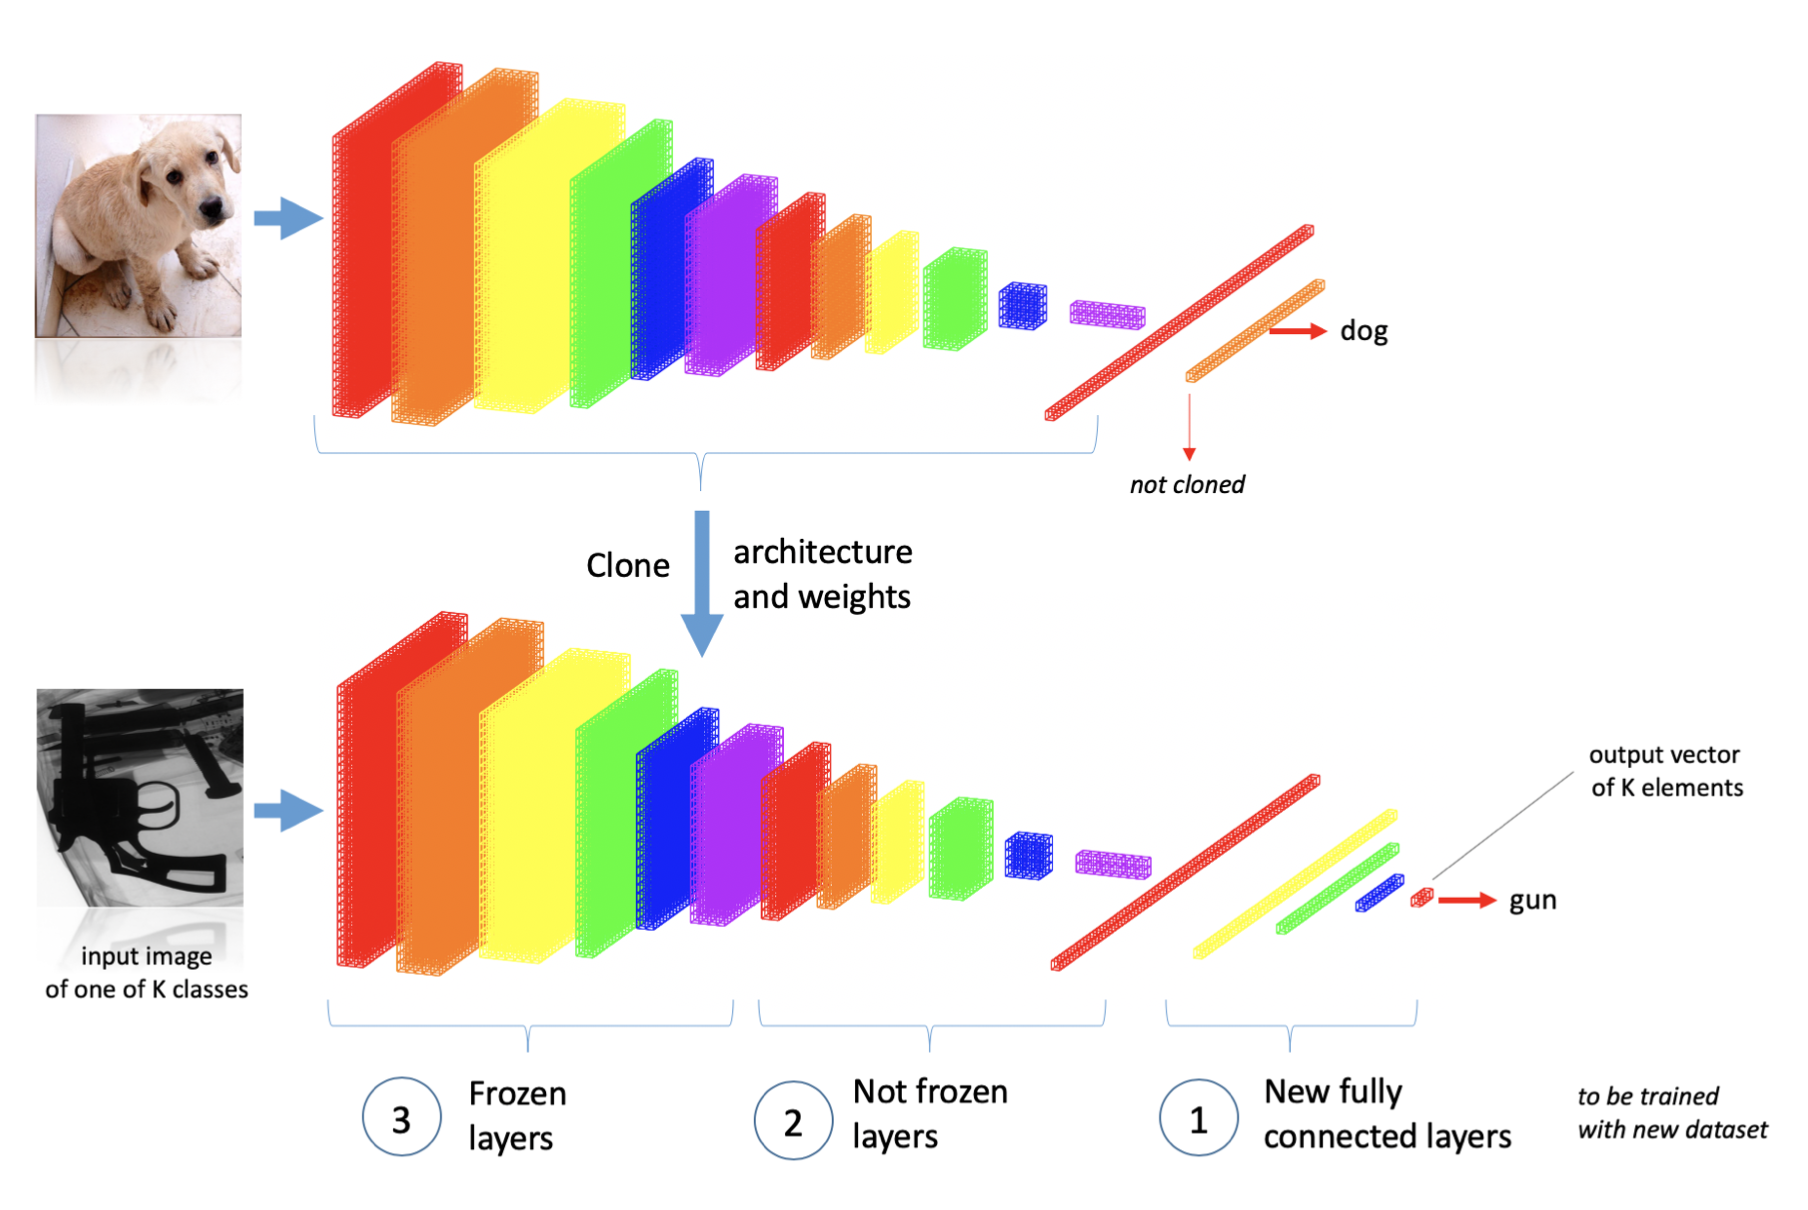 dog
not cloned
Clone
architecture
and weights
output vector
of K elements
gun
input image
of one of K classes
3
Frozen
layers
2
Not frozen
layers
1
New fully
connected layers
to be trained
with new dataset